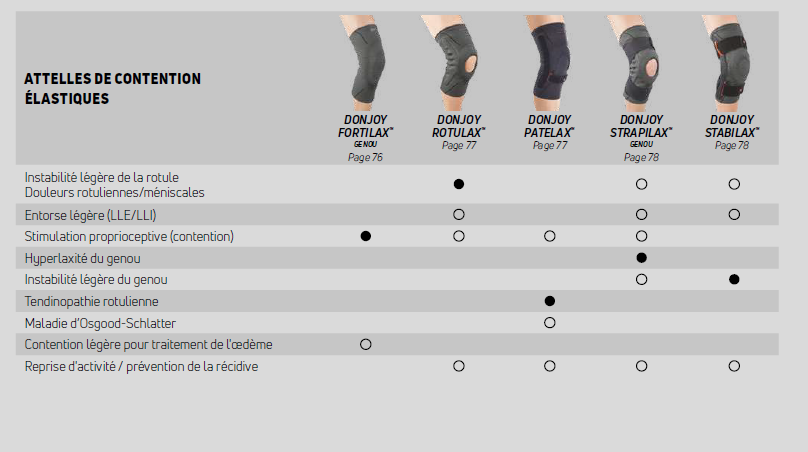 ATTELLES DE CONTENTION
ÉLASTIQUES
DONJOY
FORTILAX™
GENOU
Page 76
DONJOY
ROTULAX™
Page 77
DONJOY
PATELAX™
Page 77
DONJOY
STRAPILAX™
GENOU
Page 78
DONJOY
STABILAX™
Page 78
Instabilité légère de la rotule
Douleurs rotuliennes/méniscales
Entorse légère (LLE/LLI)
Stimulation proprioceptive (contention)
Hyperlaxité du genou
Instabilité légère du genou
Tendinopathie rotulienne
Maladie d'Osgood-Schlatter
Contention légère pour traitement de l'œdème
Reprise d'activité / prévention de la récidive